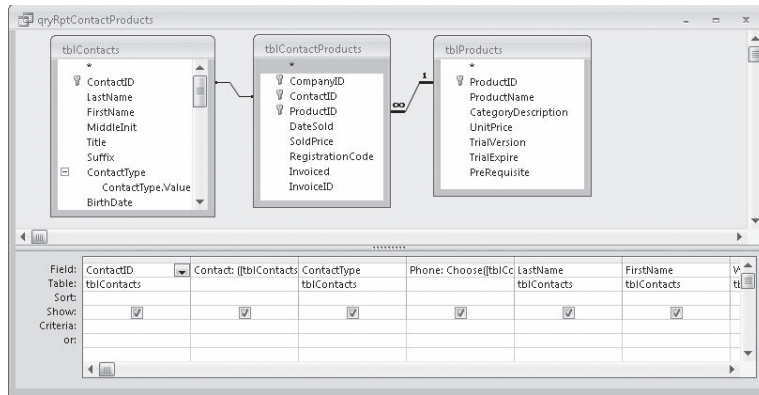 qryRptContactProducts
tblContacts
*
ContactID
LastName
FirstName
MiddleInit
Title
Suffix
ContactType
ContactType.Value
BirthDate
tblContactProducts
*
CompanyID
ContactID
ProductID
DateSold
SoldPrice
RegistrationCode
Invoiced
InvoiceID
∞
1
tblProducts
*
ProductID
ProductName
CategoryDescription
UnitPrice
TrialVersion
TrialExpire
PreRequisite
Field: ContactID Contact: ([tblContacts ContactType Phone: Choose([tblCc LastName FirstName
Table: tblContacts tblContacts tblContacts tblContacts
Sort:
Show:
Criteria:
or: